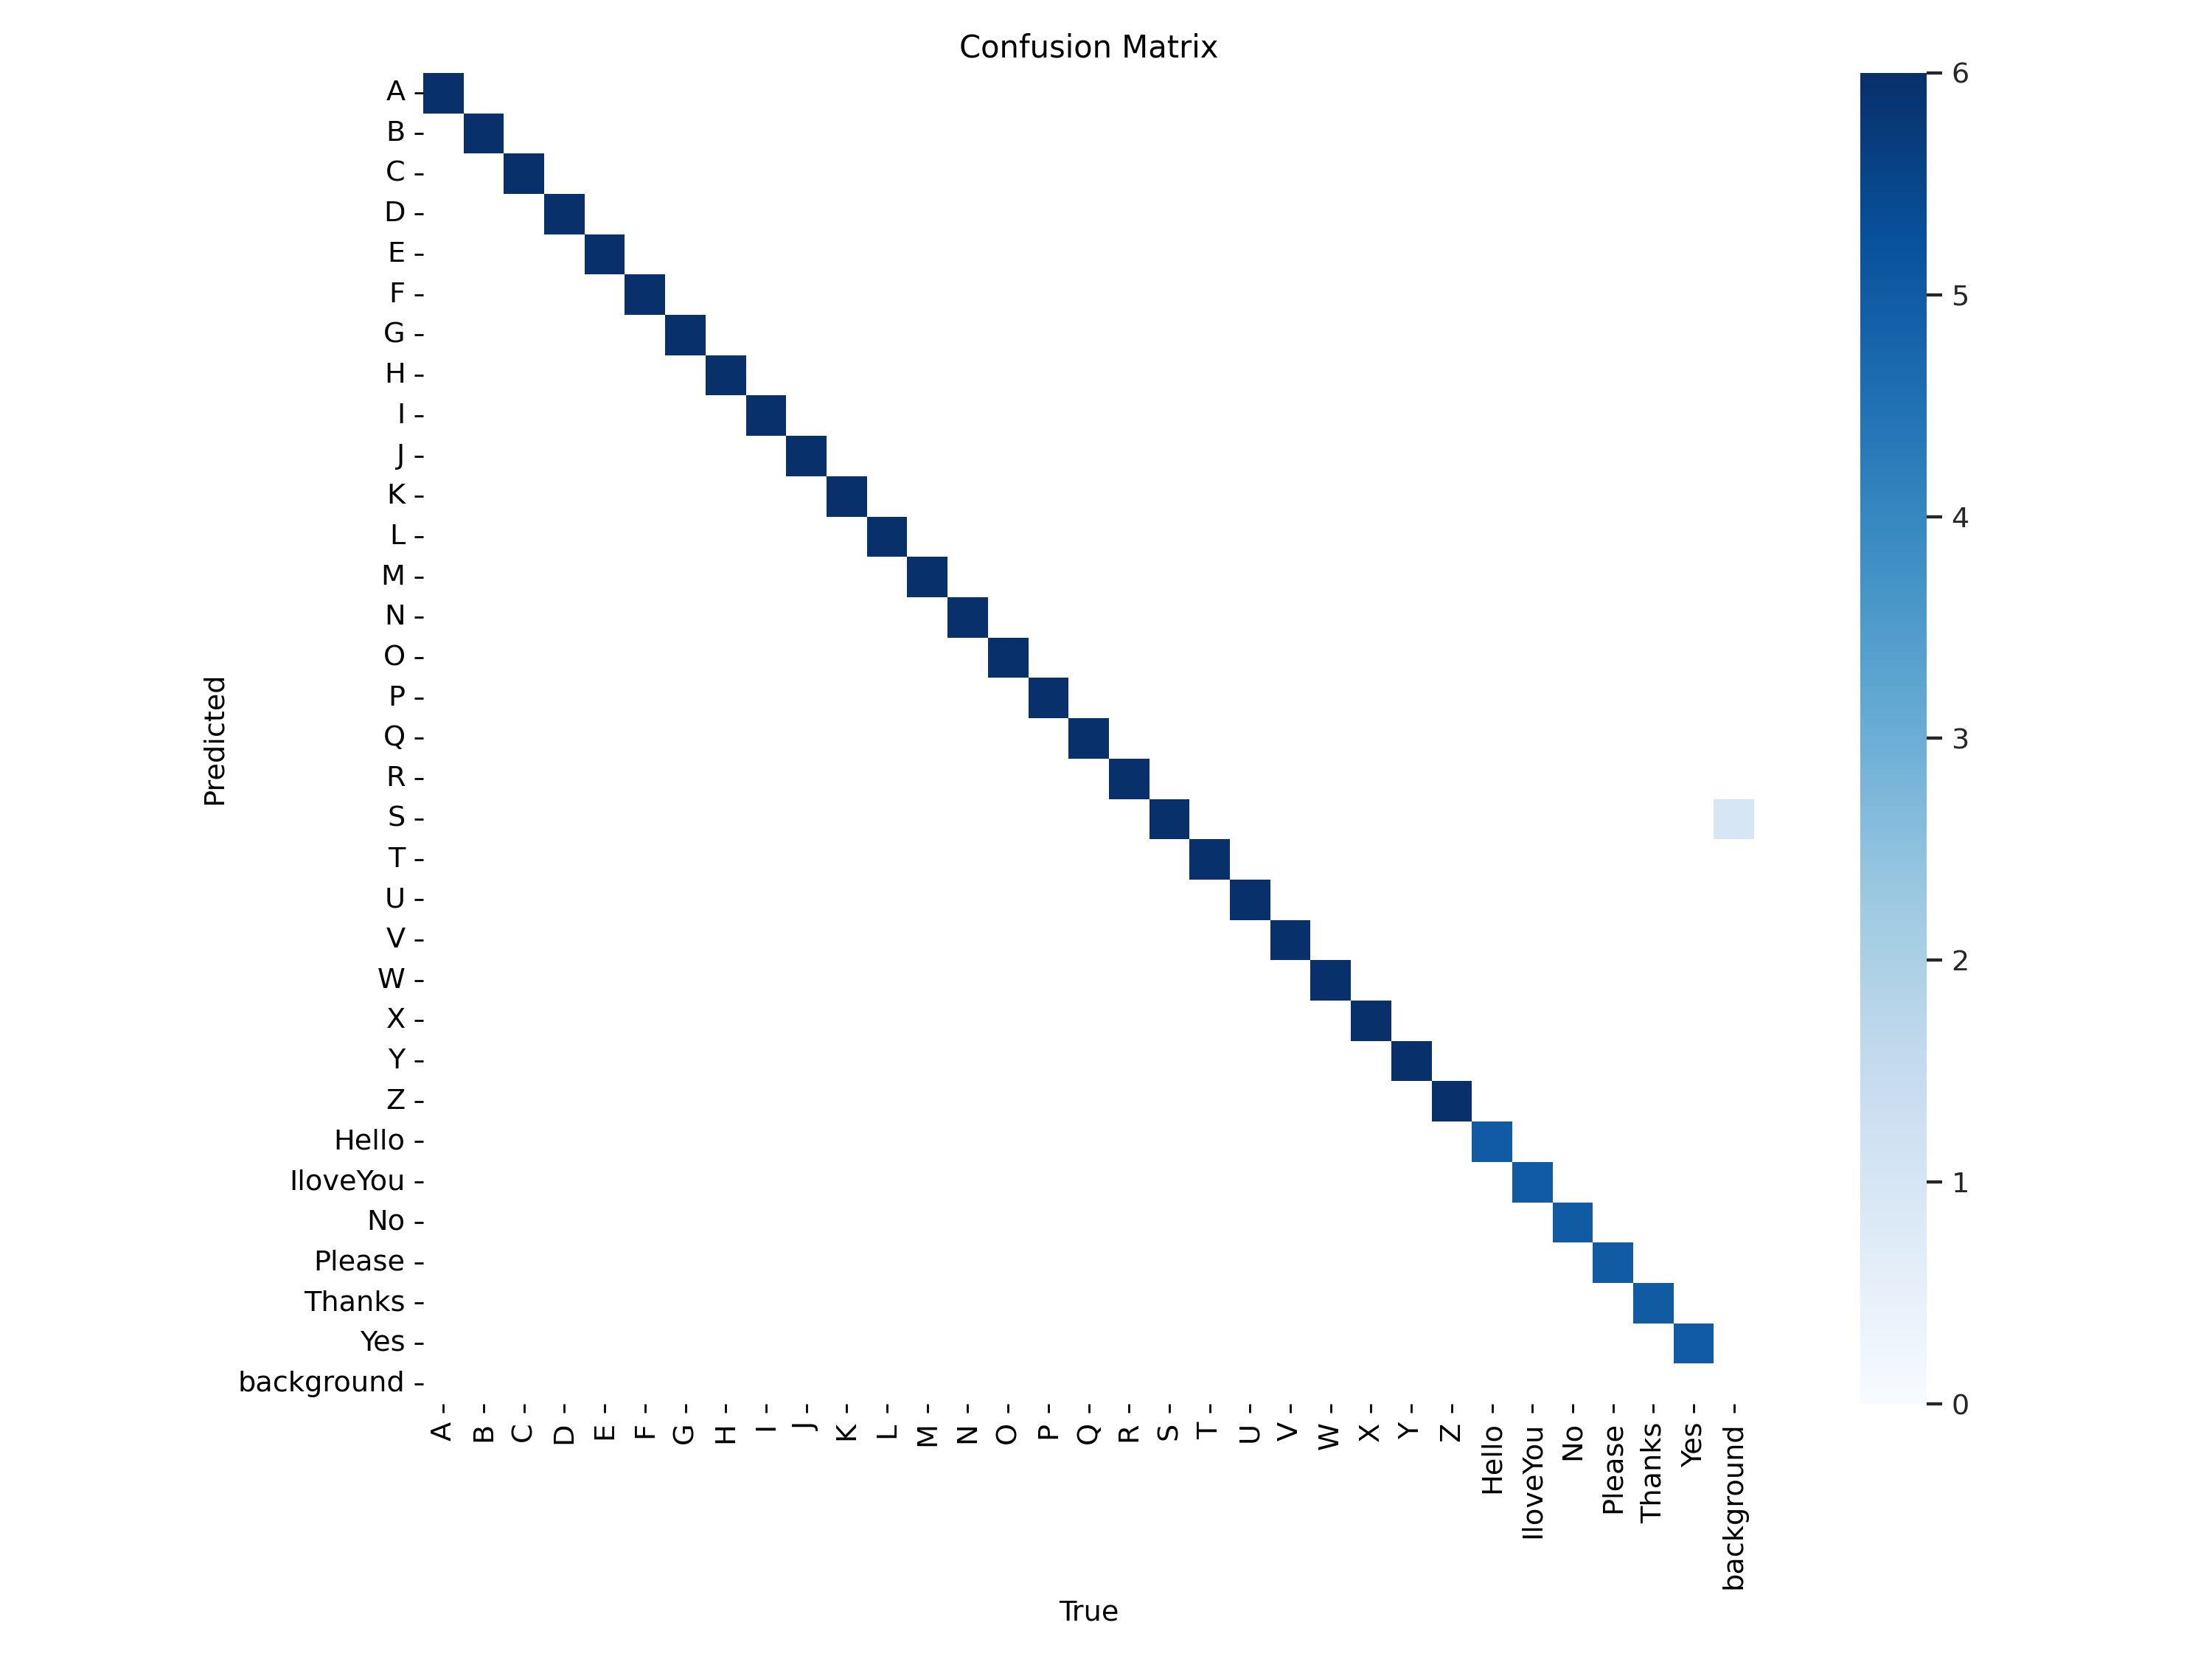 Confusion Matrix
A
B
C
D
E
F
G
H
I
J
K
L
M
N
O
P
Q
R
S
T
U
V
W
X
Y
Z
Hello
IloveYou
No
Please
Thanks
Yes
background
Predicted
A B C D E F G H I J K L M N O P Q R S T U V W X Y Z Hello IloveYou No Please Thanks Yes background
True
6
5
4
3
2
1
0